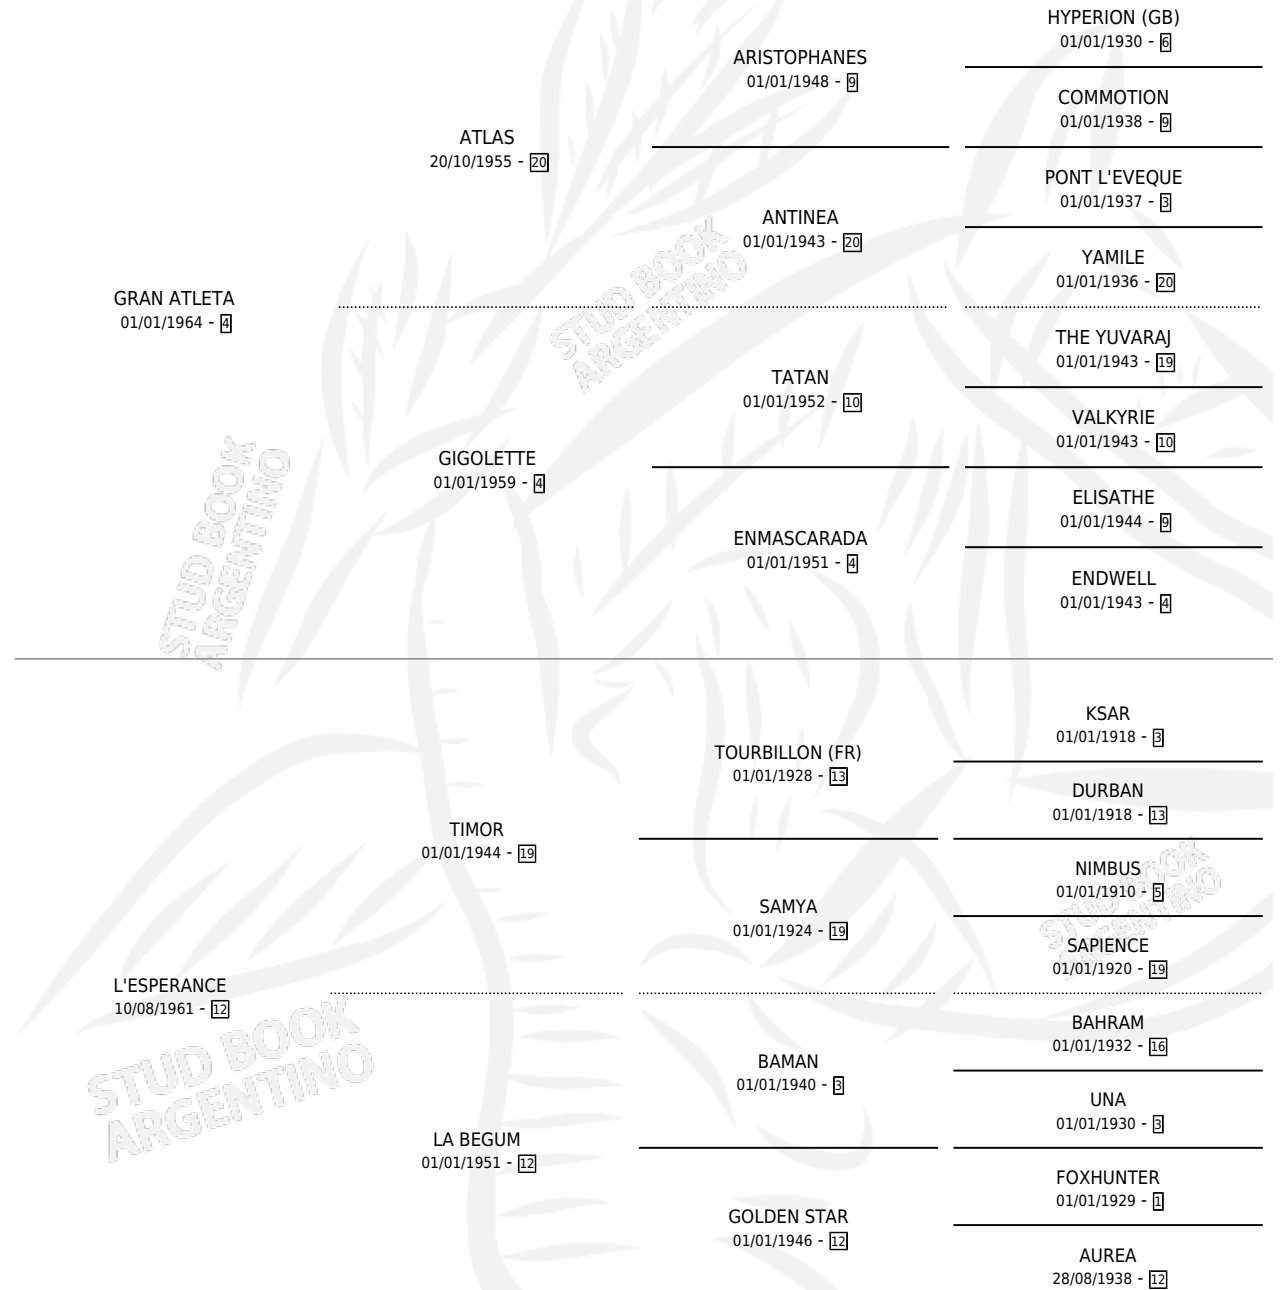 HYPERION (GB)
01/01/1930 - 6
ARISTOPHANES
01/01/1948 - 9
COMMOTION
01/01/1938 - 9
ATLAS
20/10/1955 - 20
PONT L'EVEQUE
01/01/1937 - 3
ANTINEA
01/01/1943 - 20
YAMILE
01/01/1936 - 20
GRAN ATLETA
01/01/1964 - 4
THE YUVARAJ
01/01/1943 - 19
TATAN
01/01/1952 - 10
VALKYRIE
01/01/1943 - 10
GIGOLETTE
01/01/1959 - 4
ELISATHE
01/01/1944 - 9
ENMASCARADA
01/01/1951 - 4
ENDWELL
01/01/1943 - 4
KSAR
01/01/1918 - 3
TOURBILLON (FR)
01/01/1928 - 13
DURBAN
01/01/1918 - 13
TIMOR
01/01/1944 - 19
NIMBUS
01/01/1910 - 5
SAMYA
01/01/1924 - 19
SAPIENCE
01/01/1920 - 19
L'ESPERANCE
10/08/1961 - 12
BAHRAM
01/01/1932 - 16
BAMAN
01/01/1940 - 3
UNA
01/01/1930 - 3
LA BEGUM
01/01/1951 - 12
FOXHUNTER
01/01/1929 - 1
GOLDEN STAR
01/01/1946 - 12
AUREA
28/08/1938 - 12
STUD BOOK
ARGENTINO
STUD BOOK
ARGENTINO
STUD BOOK
ARGENTINO
STUD BOOK
ARGENTINO